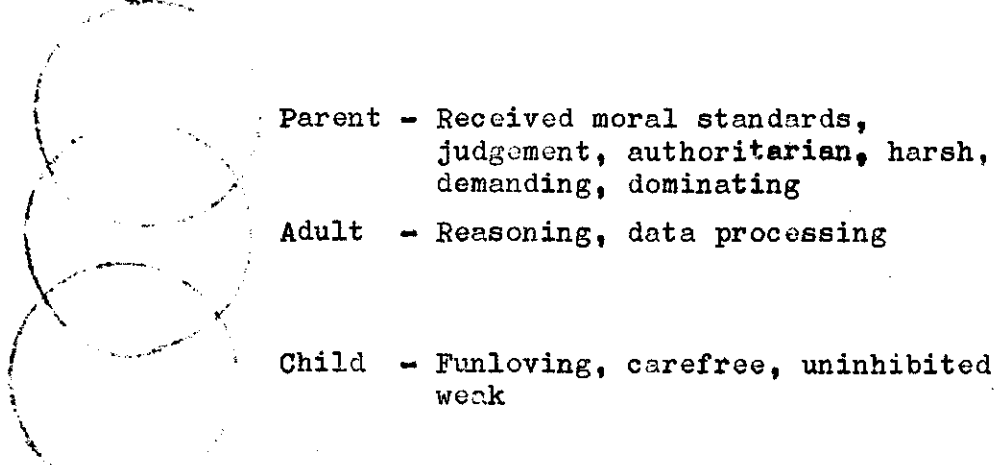 Parent - Received moral standards,
judgement, authoritarian, harsh,
demanding, dominating
Adult - Reasoning, data processing
Child - Funloving, carefree, uninhibited
weak